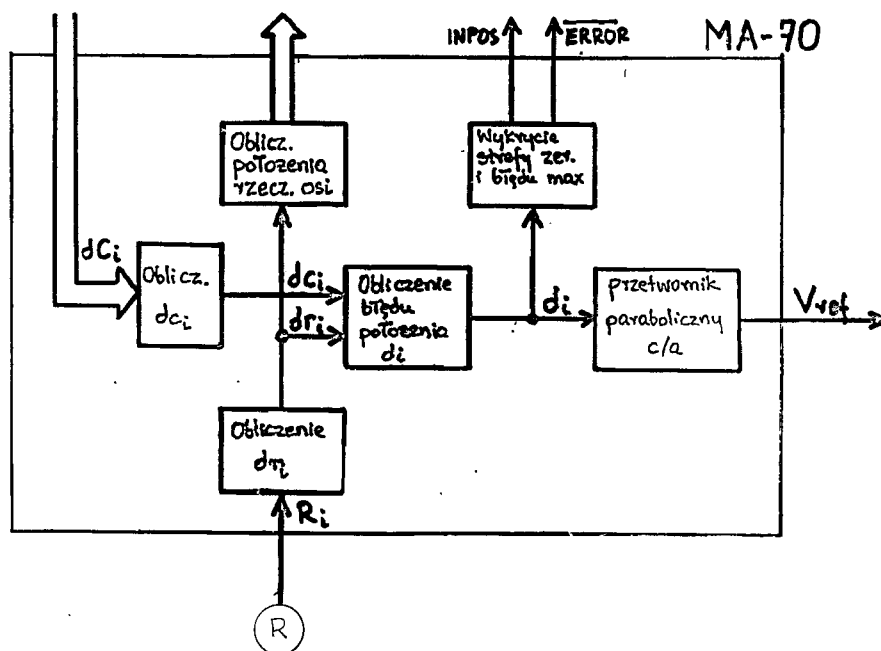 INPOS
ERROR
MA-70
Oblicz.
położenia
rzecz. osi
Wykrycie
strefy zer.
i błędu max
dCi
Oblicz.
dci
dci
dri
Obliczenie
błędu
położenia
di
di
przetwornik
paraboliczny
c/a
Vref
Obliczenie
dri
Ri
R